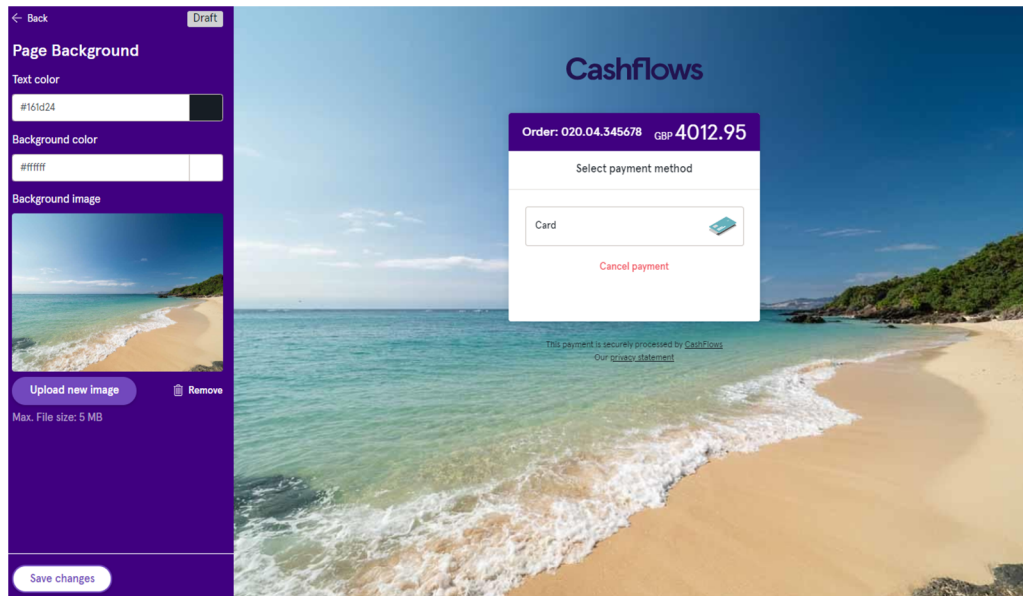 Back
Draft
Page Background
Text color
#161d24
Background color
#ffffff
Background image
Upload new image
Remove
Max. File size: 5 MB
Save changes
Cashflows
Order: 020.04.345678 GBP 4012.95
Select payment method
Card
Cancel payment
This payment is securely processed by CashFlows
Our privacy statement